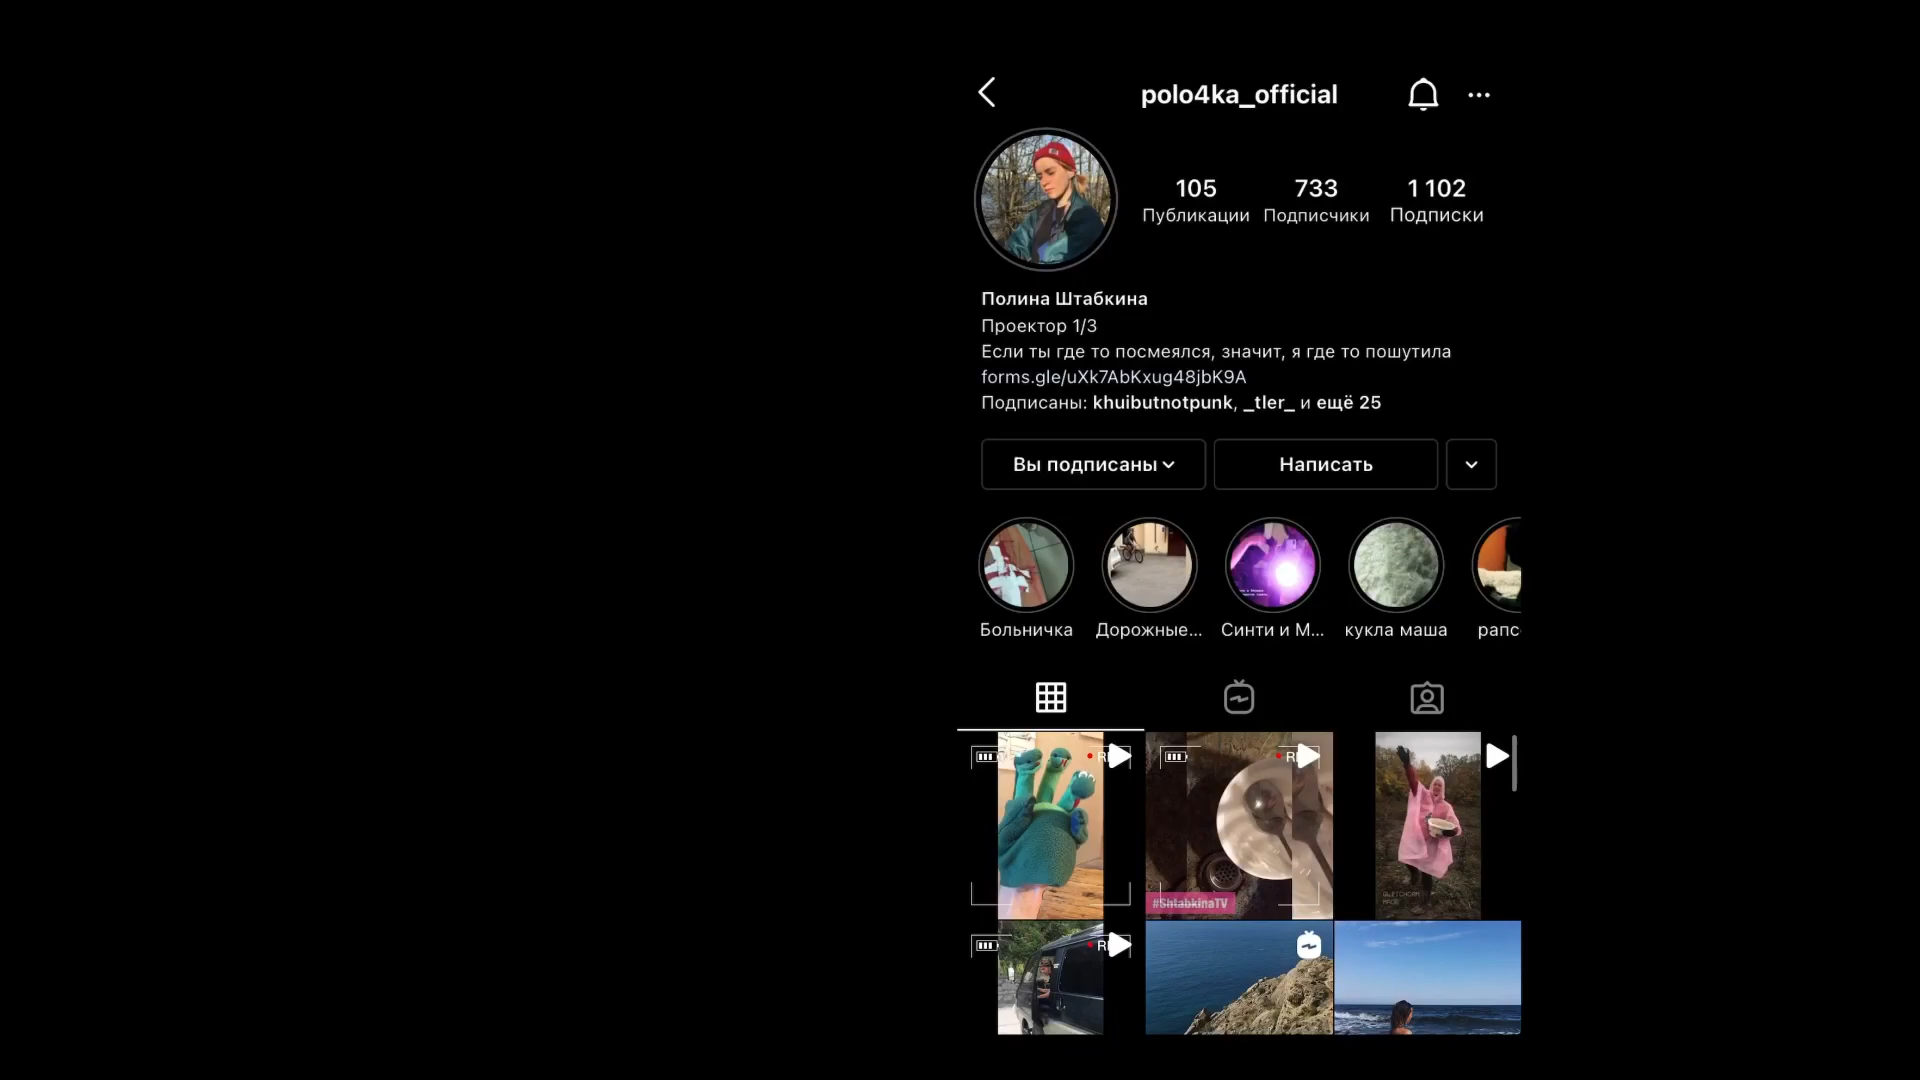 polo4ka_official
105 733 1 102
Публикации Подписчики Подписки
Полина Штабкина
Проектор 1/3
Если ты где то посмеялся, значит, я где то пошутила
forms.gle/uXk7AbKxug48jbK9A
Подписаны: khuibutnotpunk, _tler_ и ещё 25
Вы подписаны Написать
Больничка Дорожные... Синти и М... кукла маша рапс
#ShtabkinaTV